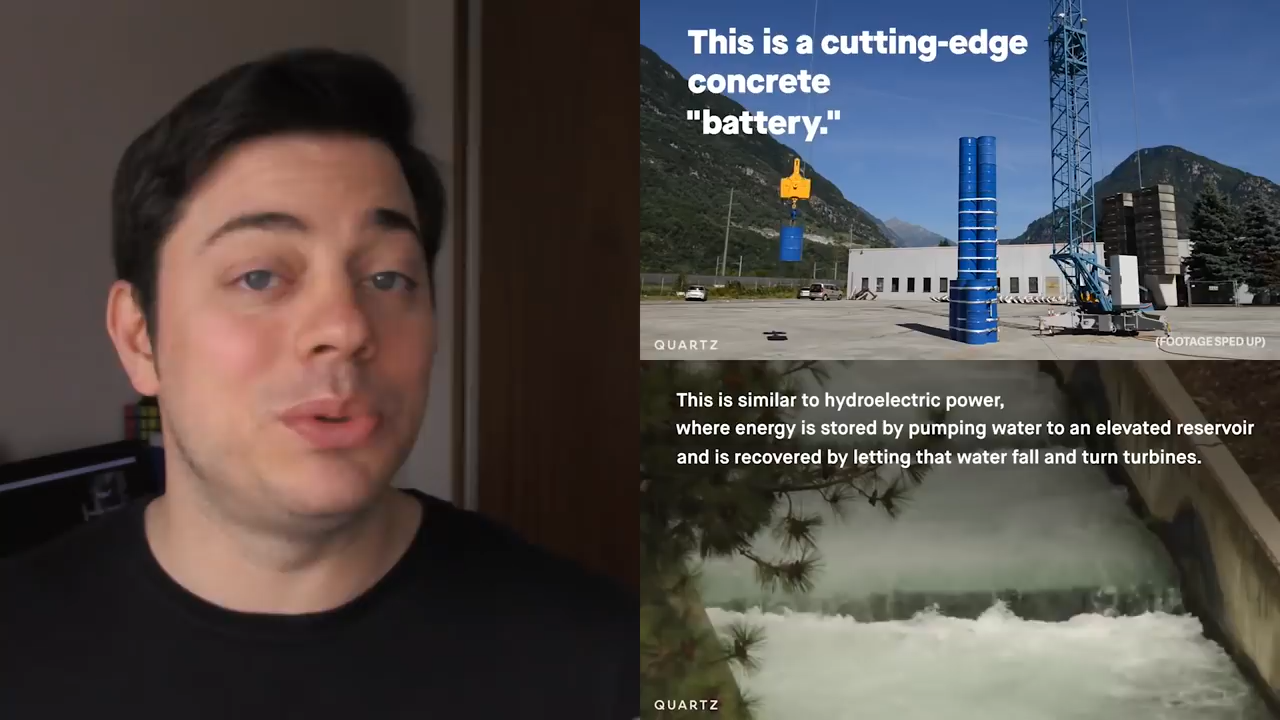 This is a cutting-edge
concrete
"battery."
QUARTZ
(FOOTAGE SPED UP)
This is similar to hydroelectric power,
where energy is stored by pumping water to an elevated reservoir
and is recovered by letting that water fall and turn turbines.
QUARTZ